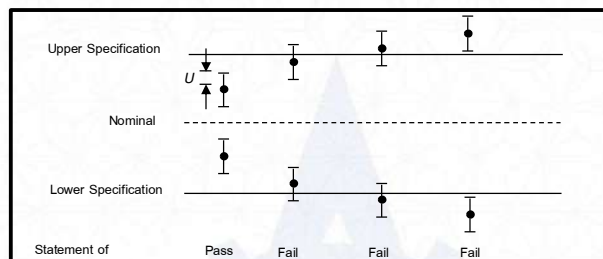 Upper Specification
U
Nominal
Lower Specification
Statement of Pass Fail Fail Fail